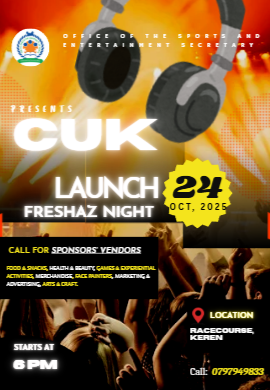 OFFICE OF THE SPORTS AND
ENTERTAINMENT SECRETARY
PRESENTS
CUK
LAUNCH
24
FRESHAZ NIGHT
OCT, 2025
CALL FOR SPONSORS' VENDORS
FOOD & SNACKS, HEALTH & BEAUTY, GAMES & EXPERIENTIAL
ACTIVITIES, MERCHANDISE, FACE PAINTERS, MARKETING &
ADVERTISING, ARTS & CRAFT.
LOCATION
RACECOURSE,
KEREN
STARTS AT
6 PM
Call: 0797949833